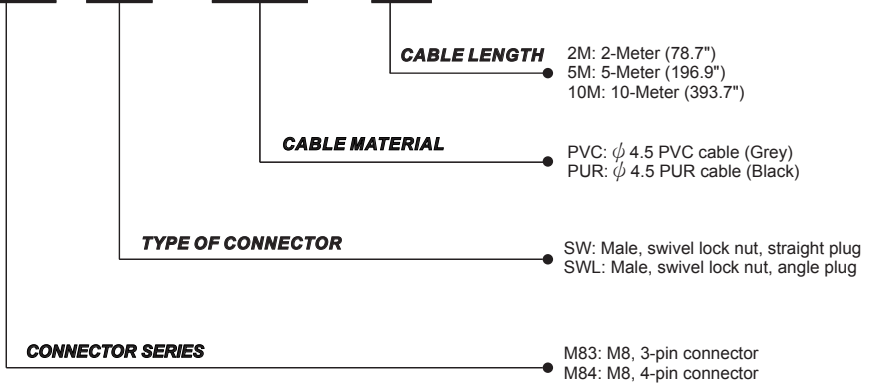 CABLE LENGTH
2M: 2-Meter (78.7")
5M: 5-Meter (196.9")
10M: 10-Meter (393.7")
CABLE MATERIAL
PVC: ϕ 4.5 PVC cable (Grey)
PUR: ϕ 4.5 PUR cable (Black)
TYPE OF CONNECTOR
SW: Male, swivel lock nut, straight plug
SWL: Male, swivel lock nut, angle plug
CONNECTOR SERIES
M83: M8, 3-pin connector
M84: M8, 4-pin connector